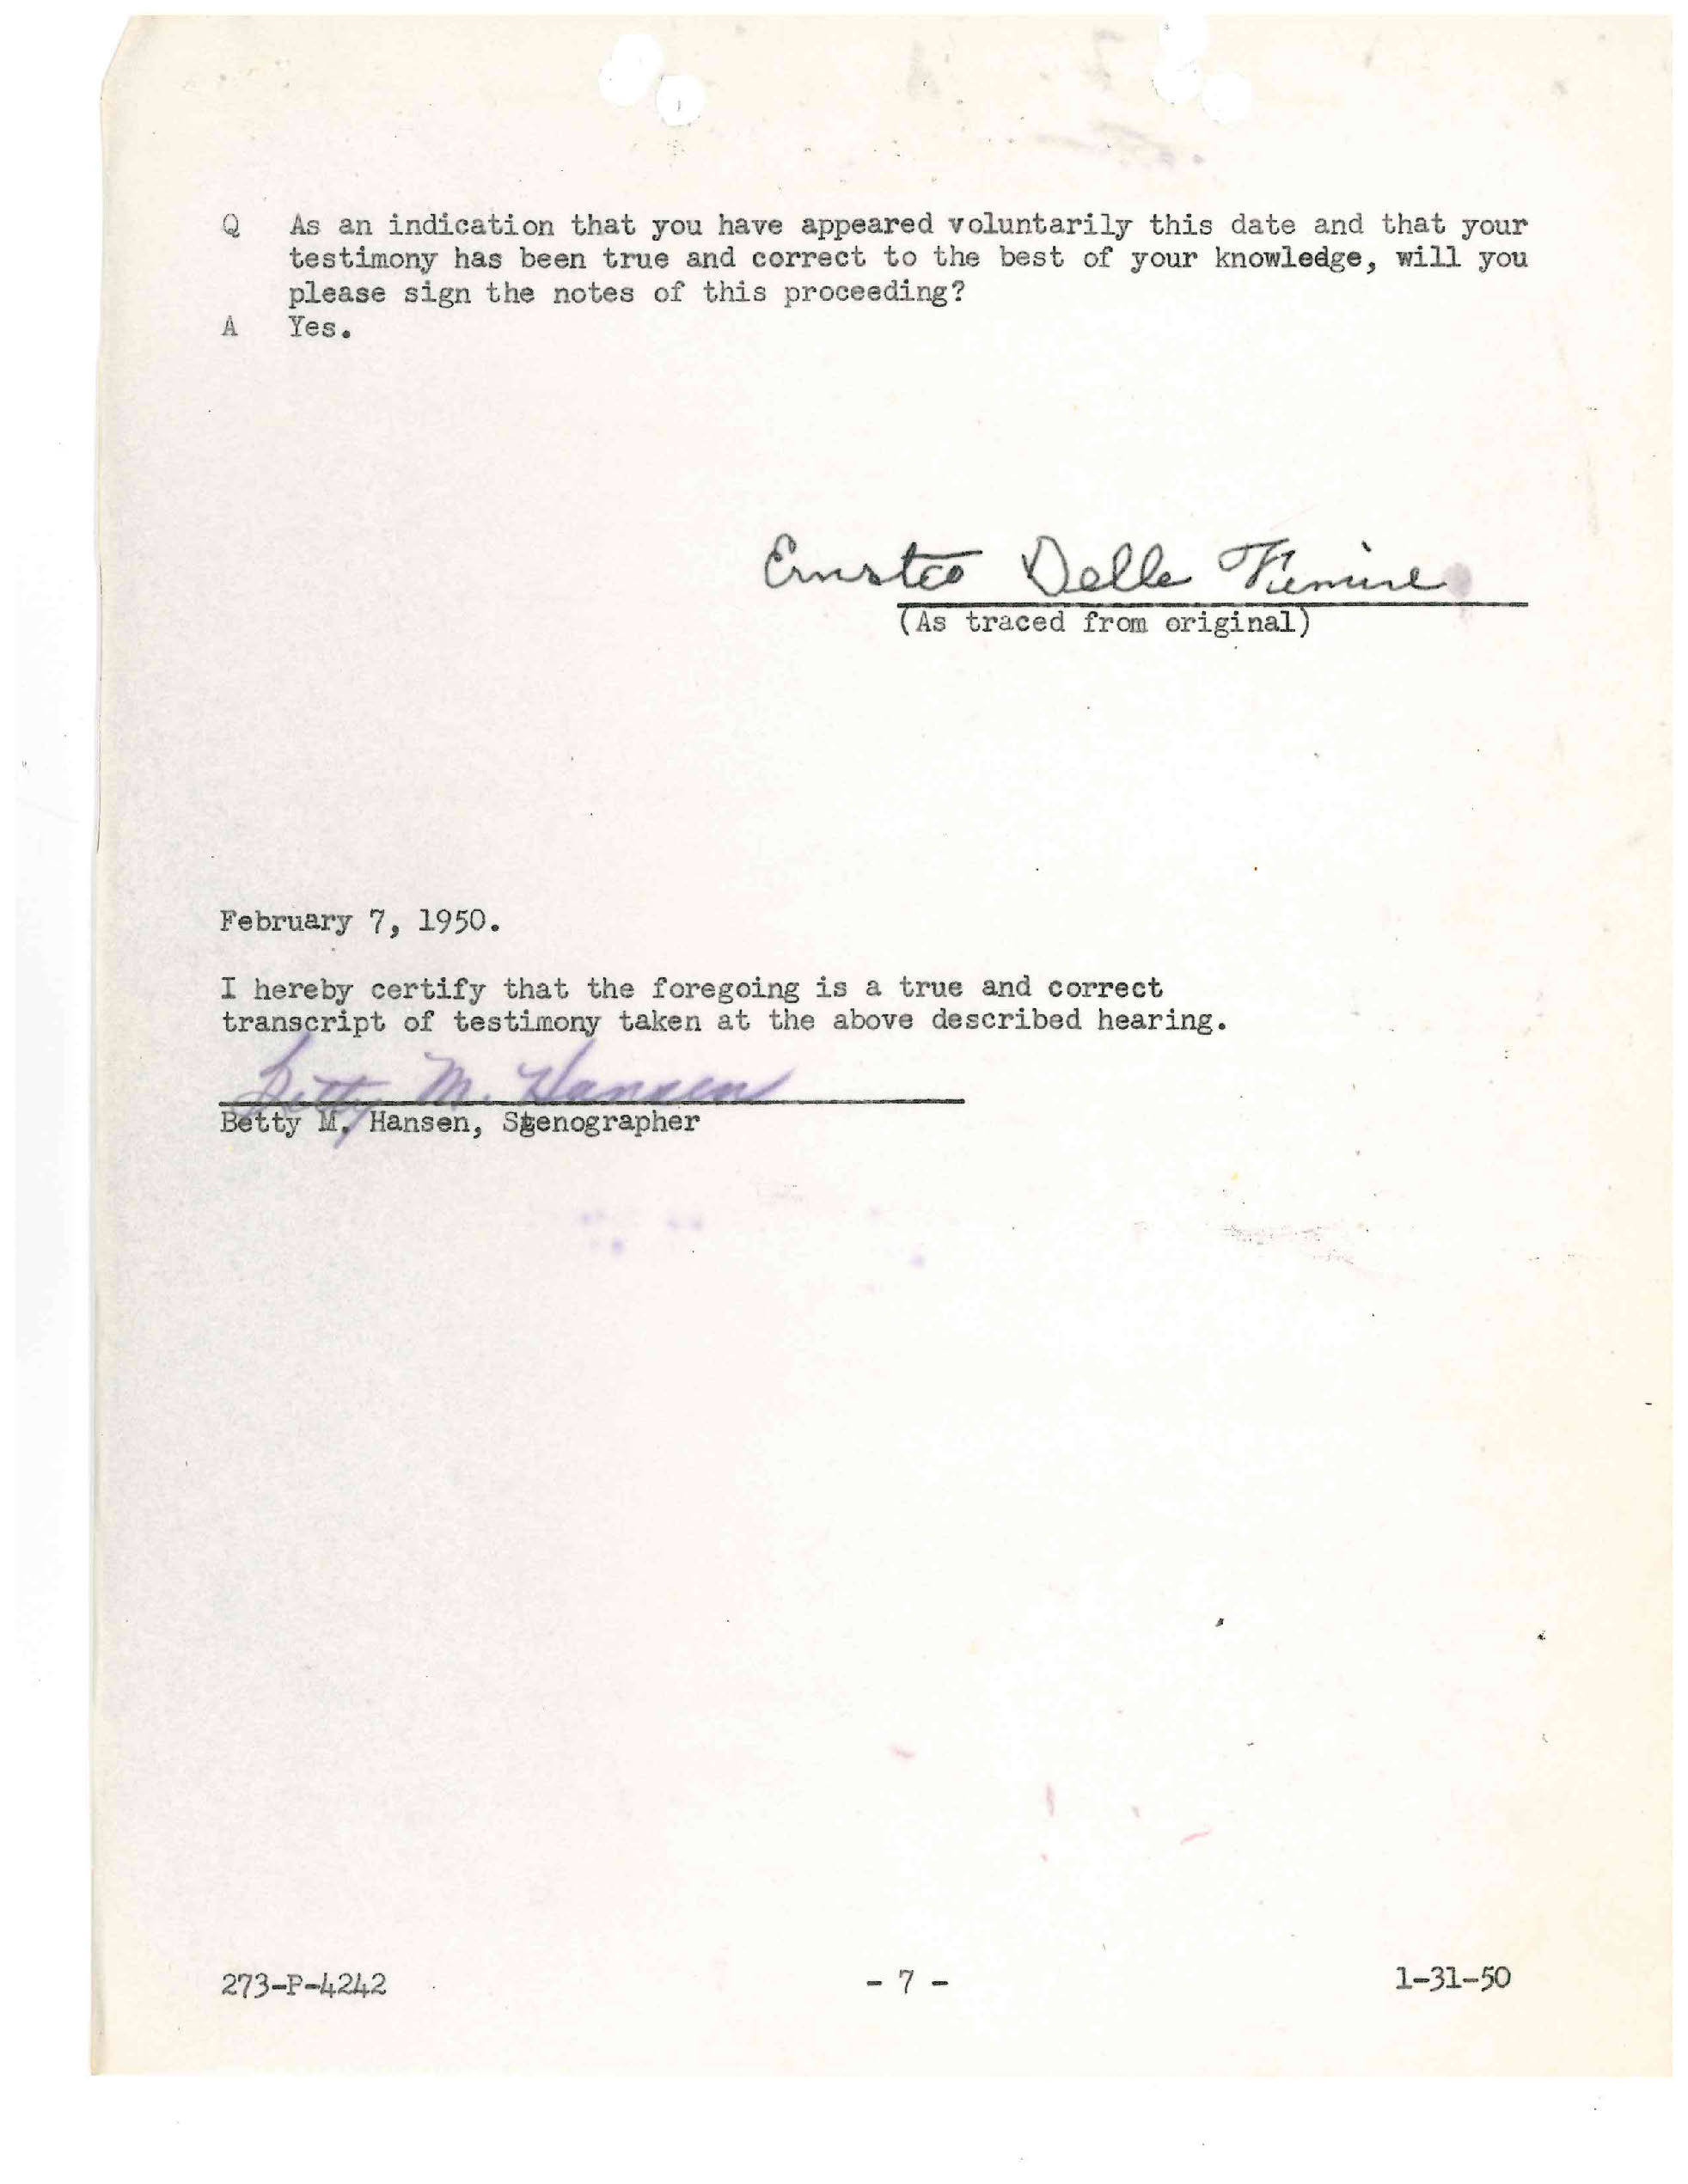 Q As an indication that you have appeared voluntarily this date and that your
testimony has been true and correct to the best of your knowledge, will you
please sign the notes of this proceeding?
A Yes.
Delle
(As traced from original)
February 7, 1950.
I hereby certify that the foregoing is a true and correct
transcript of testimony taken at the above described hearing.
Betty M. Hansen
Betty M. Hansen, Stenographer
273-P-4242 - 7 - 1-31-50